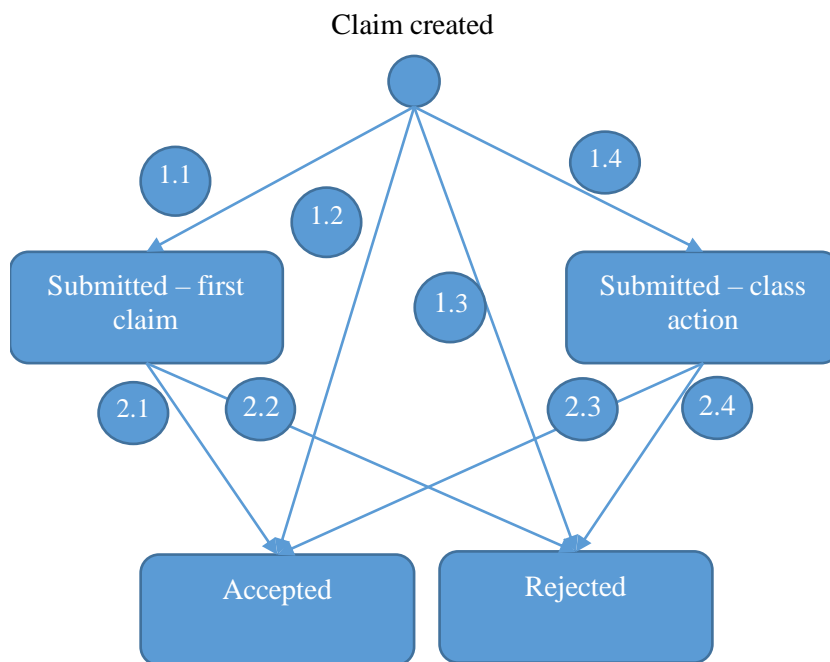 Claim created
1.1
1.2
1.3
1.4
Submitted – first
claim
Submitted – class
action
2.1
2.2
2.3
2.4
Accepted
Rejected